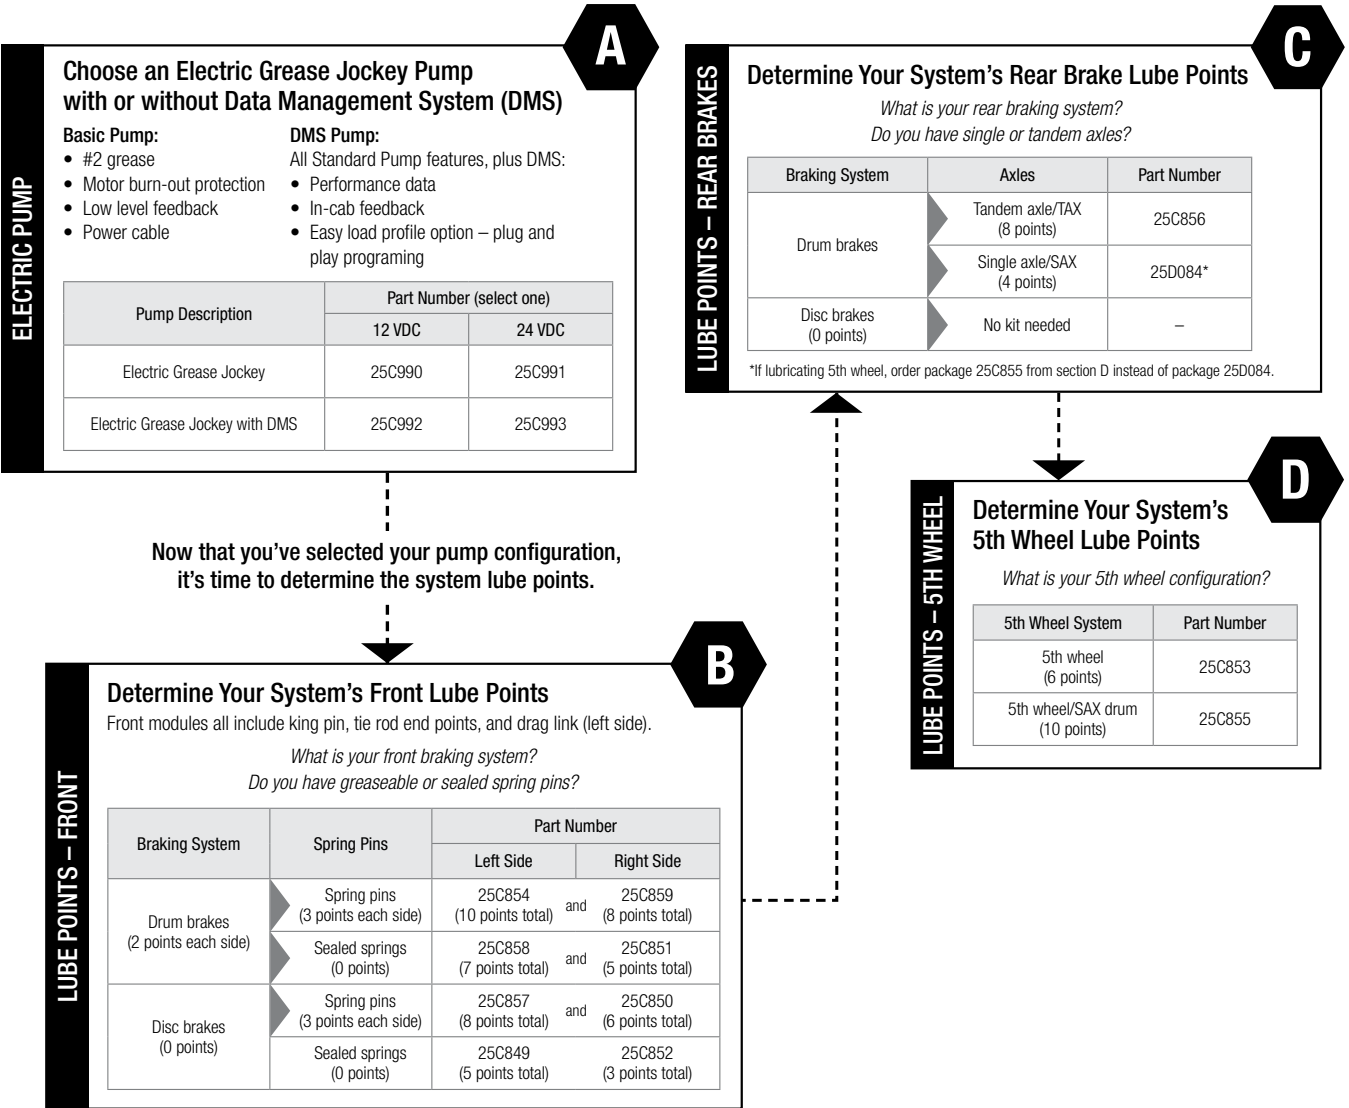 A
ELECTRIC PUMP
Choose an Electric Grease Jockey Pump
with or without Data Management System (DMS)
Basic Pump:
• #2 grease
• Motor burn-out protection
• Low level feedback
• Power cable
DMS Pump:
All Standard Pump features, plus DMS:
• Performance data
• In-cab feedback
• Easy load profile option – plug and
play programing
Pump Description
Part Number (select one)
12 VDC 24 VDC
Electric Grease Jockey 25C990 25C991
Electric Grease Jockey with DMS 25C992 25C993
Now that you’ve selected your pump configuration,
it’s time to determine the system lube points.
B
LUBE POINTS – FRONT
Determine Your System’s Front Lube Points
Front modules all include king pin, tie rod end points, and drag link (left side).
What is your front braking system?
Do you have greaseable or sealed spring pins?
Braking System Spring Pins Part Number
Left Side Right Side
Drum brakes
(2 points each side)
Spring pins
(3 points each side)
25C854
(10 points total)
and
25C859
(8 points total)
Sealed springs
(0 points)
25C858
(7 points total)
and
25C851
(5 points total)
Disc brakes
(0 points)
Spring pins
(3 points each side)
25C857
(8 points total)
and
25C850
(6 points total)
Sealed springs
(0 points)
25C849
(5 points total)
25C852
(3 points total)
C
LUBE POINTS – REAR BRAKES
Determine Your System’s Rear Brake Lube Points
What is your rear braking system?
Do you have single or tandem axles?
Braking System Axles Part Number
Drum brakes
Tandem axle/TAX
(8 points)
25C856
Single axle/SAX
(4 points)
25D084*
Disc brakes
(0 points)
No kit needed
–
*If lubricating 5th wheel, order package 25C855 from section D instead of package 25D084.
D
LUBE POINTS – 5TH WHEEL
Determine Your System’s
5th Wheel Lube Points
What is your 5th wheel configuration?
5th Wheel System Part Number
5th wheel
(6 points)
25C853
5th wheel/SAX drum
(10 points)
25C855